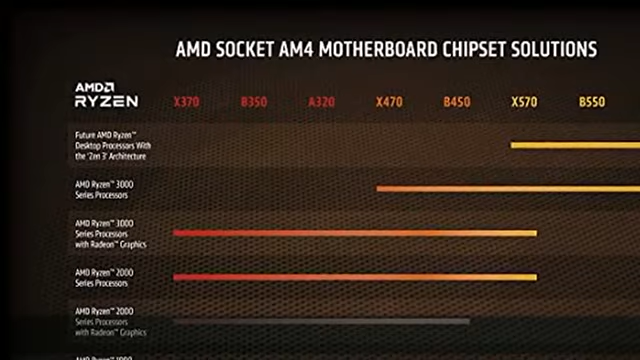 AMD SOCKET AM4 MOTHERBOARD CHIPSET SOLUTIONS
AMD
RYZEN
X370 B350 A320 X470 B450 X570 B550
Future AMD Ryzen™
Desktop Processors With
the 'Zen 3' Architecture
AMD Ryzen™ 3000
Series Processors
AMD Ryzen™ 3000
Series Processors
with Radeon™ Graphics
AMD Ryzen™ 2000
Series Processors
AMD Ryzen™ 2000
Series Processors
with Radeon™ Graphics